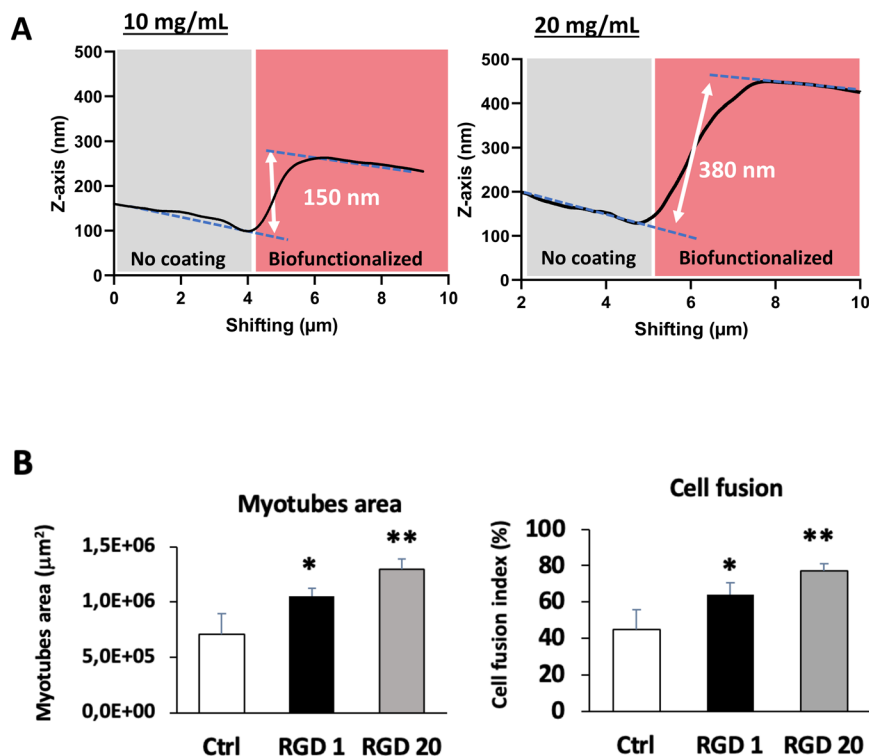 A
10 mg/mL
500
400
300
200
100
0
Z-axis (nm)
150 nm
No coating
Biofunctionalized
0 2 4 6 8 10
Shifting (μm)
20 mg/mL
500
400
300
200
100
0
Z-axis (nm)
380 nm
No coating
Biofunctionalized
2 4 6 8 10
Shifting (μm)
B
Myotubes area
Myotubes area (μm²)
1,5E+06
1,0E+06
5,0E+05
0,0E+00
*
**
Ctrl RGD 1 RGD 20
Cell fusion
Cell fusion index (%)
100
80
60
40
20
0
*
**
Ctrl RGD 1 RGD 20